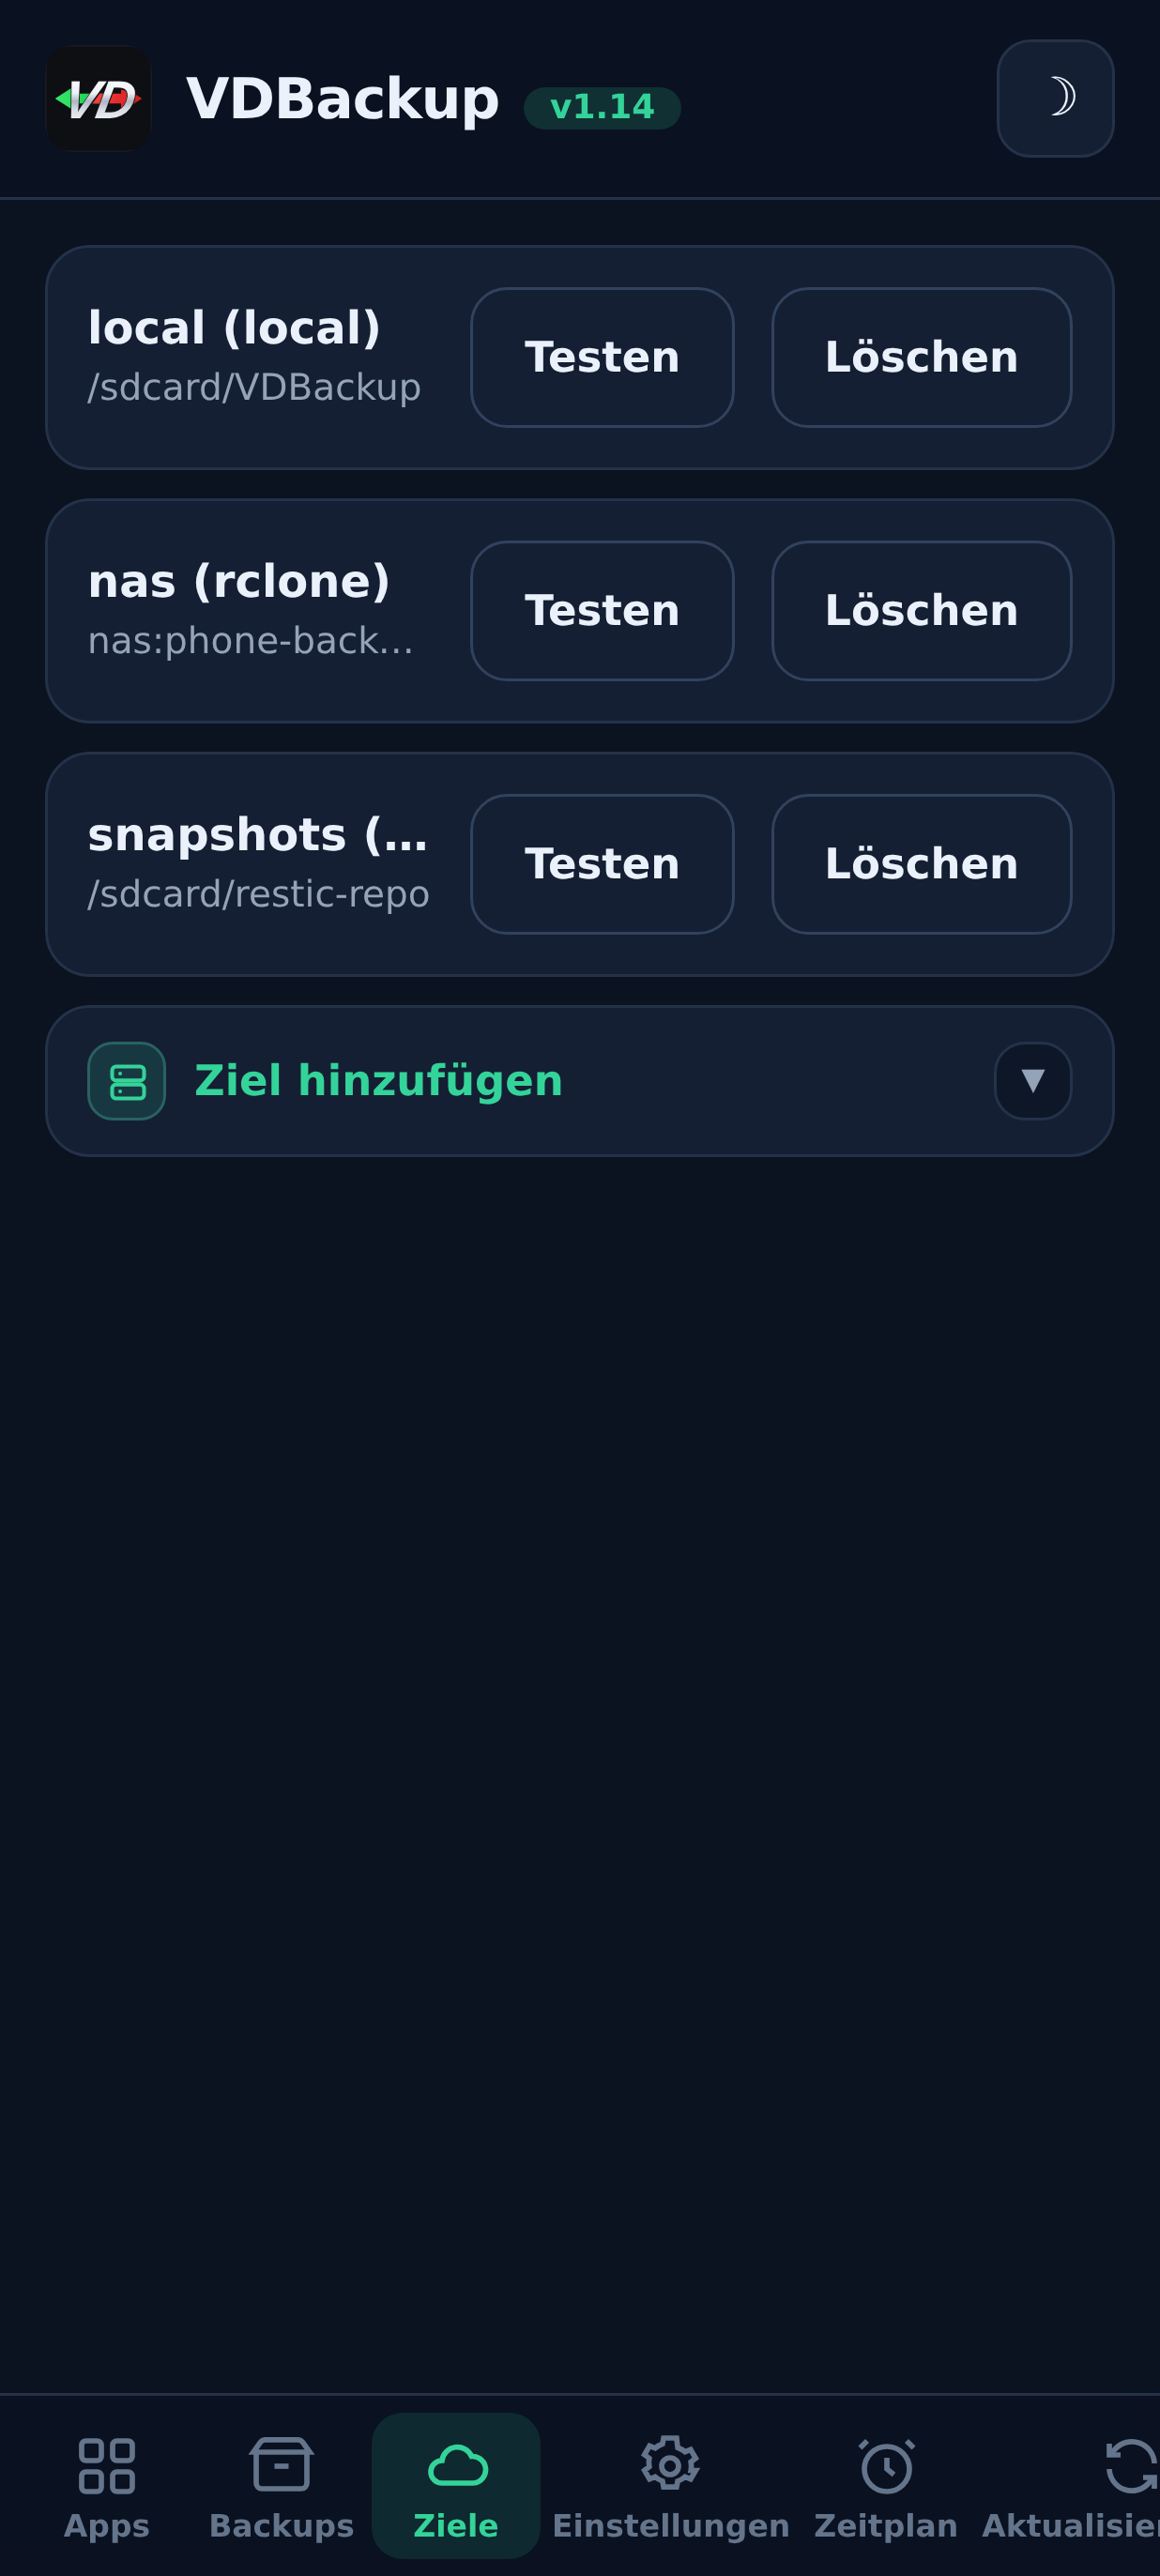 VD
VDBackup v1.14
local (local)
/sdcard/VDBackup
Testen
Löschen
nas (rclone)
nas:phone-back...
Testen
Löschen
snapshots (...
/sdcard/restic-repo
Testen
Löschen
Ziel hinzufügen
Apps
Backups
Ziele
Einstellungen
Zeitplan